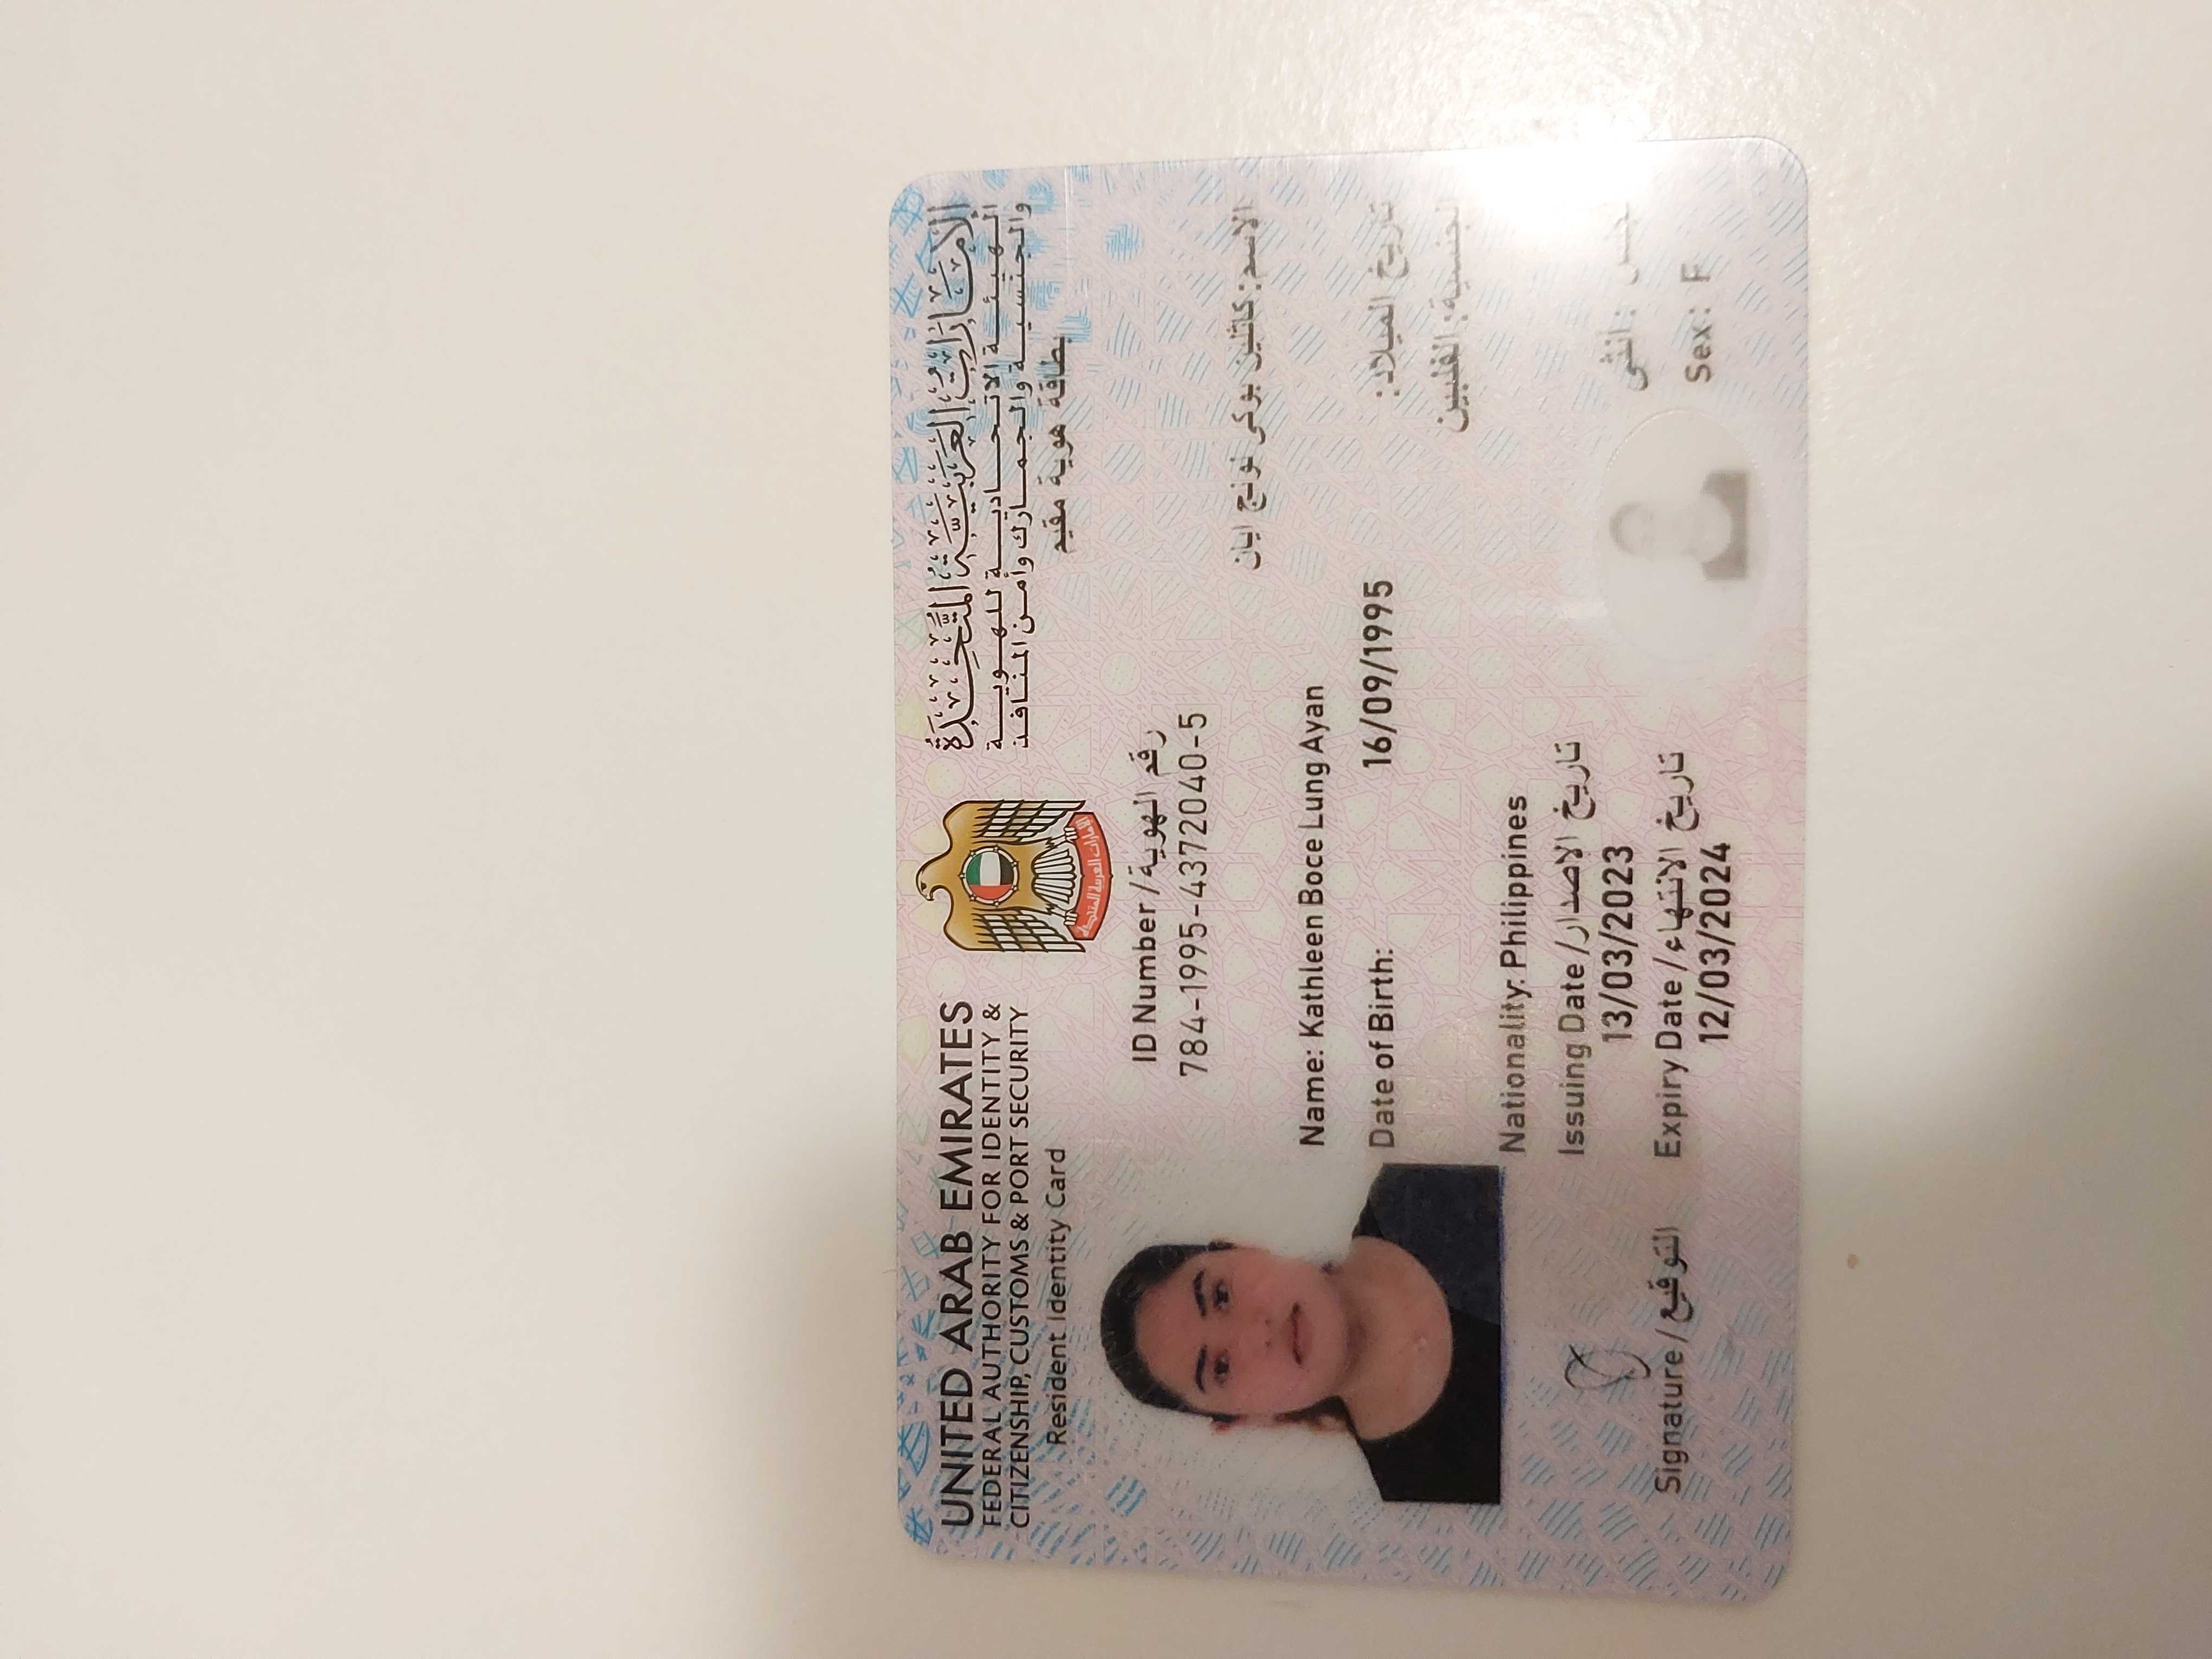 UNITED ARAB EMIRATES
FEDERAL AUTHORITY FOR IDENTITY &
CITIZENSHIP, CUSTOMS & PORT SECURITY
Resident Identity Card
الإمارات العربية المتحدة
الهيئة الاتحادية للهوية
والجنسية والجمارك وأمن المنافذ
بطاقة هوية مقيم
الإمارات العربية المتحدة
ID Number / رقم الهوية
784-1995-4372040-5
الاسم: كاثلين بوكى لونج ايان
Name: Kathleen Boce Lung Ayan
Date of Birth: 16/09/1995 تاريخ الميلاد:
الجنسية: الفلبين
Nationality: Philippines
Issuing Date / تاريخ الاصدار
13/03/2023
Expiry Date / تاريخ الانتهاء
12/03/2024
Signature / التوقيع
الجنس : أنثى
Sex: F